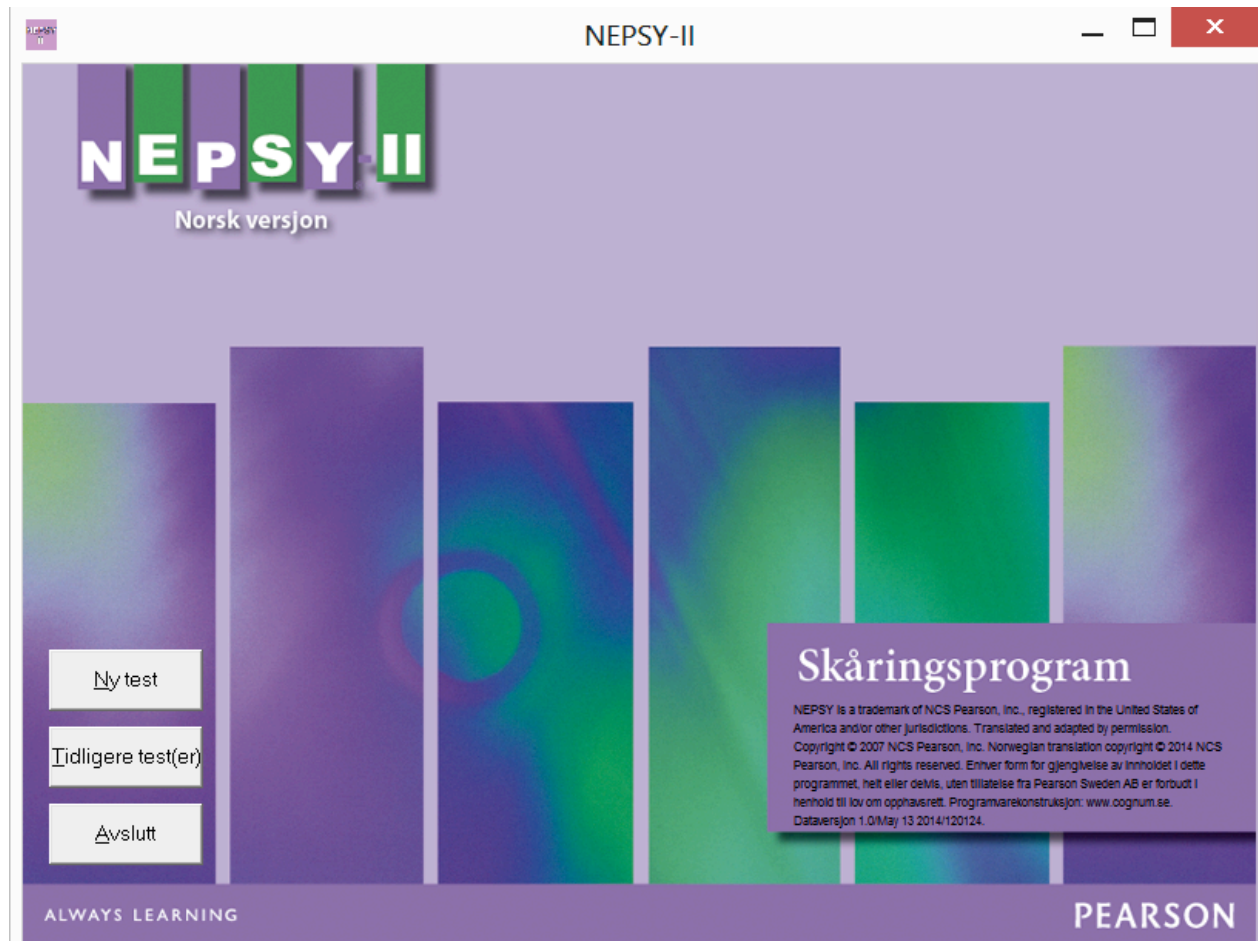 NEPSY-II
NEPSY-II
Norsk versjon
Ny test
Tidligere test(er)
Avslutt
Skåringsprogram
NEPSY is a trademark of NCS Pearson, Inc., registered in the United States of
America and/or other jurisdictions. Translated and adapted by permission.
Copyright © 2007 NCS Pearson, Inc. Norwegian translation copyright © 2014 NCS
Pearson, Inc. All rights reserved. Enhver form for gjengivelse av innholdet i dette
programmet, helt eller delvis, uten tillatelse fra Pearson Sweden AB er forbudt i
henhold til lov om opphavsrett. Programvarekonstruksjon: www.cognum.se.
Dataversjon 1.0/May 13 2014/120124.
ALWAYS LEARNING
PEARSON